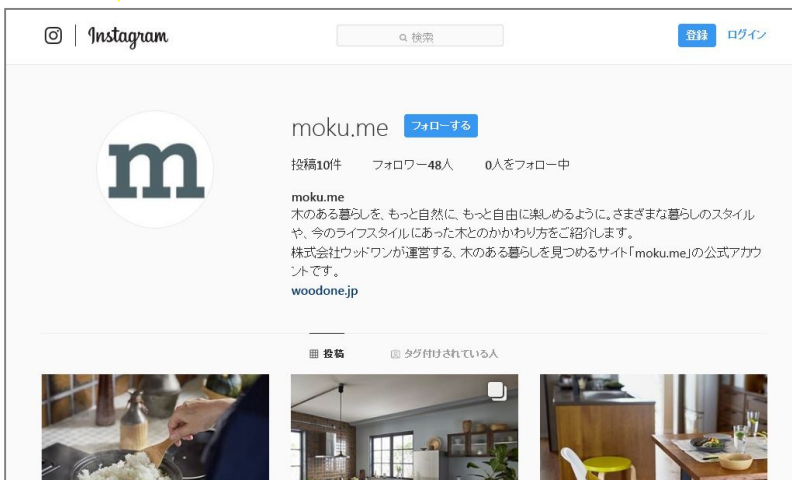 Instagram
検索
登録 ログイン
m
moku.me フォローする
投稿10件 フォロワー48人 0人をフォロー中
moku.me
木のある暮らしを、もっと自然に、もっと自由に楽しめるように。さまざまな暮らしのスタイル
や、今のライフスタイルにあった木とのかかわり方をご紹介します。
株式会社ウッドワンが運営する、木のある暮らしを見つめるサイト「moku.me」の公式アカウ
ントです。
woodone.jp
投稿 タグ付けされている人